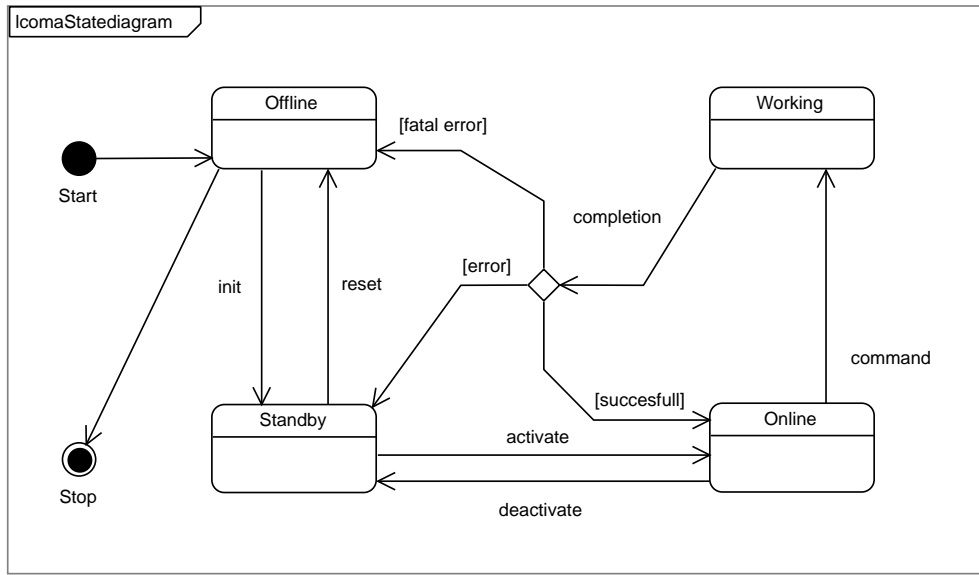 IcomaStatediagram
Offline
Working
[fatal error]
Start
completion
[error]
init
reset
command
[succesfull]
Standby
Online
activate
Stop
deactivate